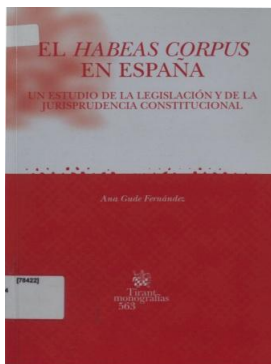 EL HABEAS CORPUS
EN ESPAÑA
UN ESTUDIO DE LA LEGISLACIÓN Y DE LA
JURISPRUDENCIA CONSTITUCIONAL
Ana Gude Fernández
[78422]
Tirant
monografías
563